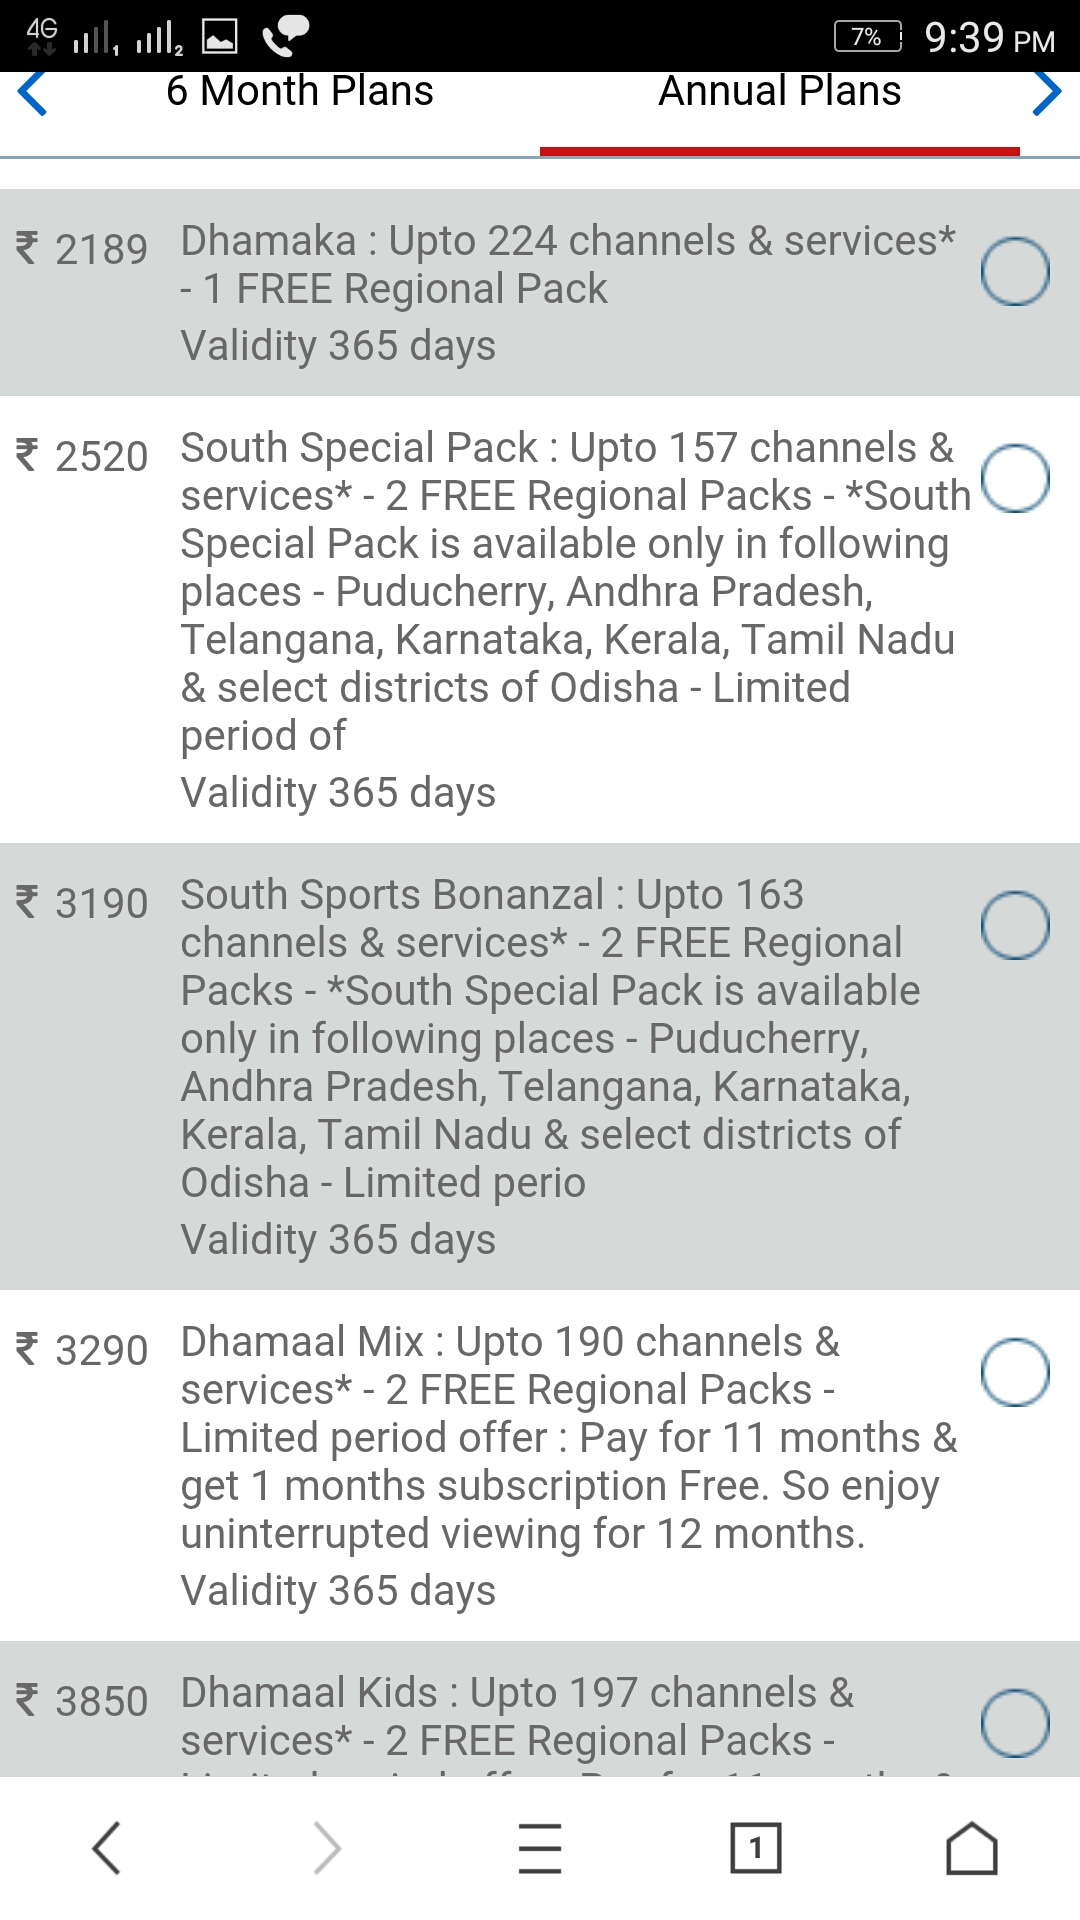 4G 1 2 7% 9:39 PM
6 Month Plans Annual Plans
₹ 2189 Dhamaka : Upto 224 channels & services*
- 1 FREE Regional Pack
Validity 365 days
₹ 2520 South Special Pack : Upto 157 channels &
services* - 2 FREE Regional Packs - *South
Special Pack is available only in following
places - Puducherry, Andhra Pradesh,
Telangana, Karnataka, Kerala, Tamil Nadu
& select districts of Odisha - Limited
period of
Validity 365 days
₹ 3190 South Sports Bonanzal : Upto 163
channels & services* - 2 FREE Regional
Packs - *South Special Pack is available
only in following places - Puducherry,
Andhra Pradesh, Telangana, Karnataka,
Kerala, Tamil Nadu & select districts of
Odisha - Limited perio
Validity 365 days
₹ 3290 Dhamaal Mix : Upto 190 channels &
services* - 2 FREE Regional Packs -
Limited period offer : Pay for 11 months &
get 1 months subscription Free. So enjoy
uninterrupted viewing for 12 months.
Validity 365 days
₹ 3850 Dhamaal Kids : Upto 197 channels &
services* - 2 FREE Regional Packs -
1